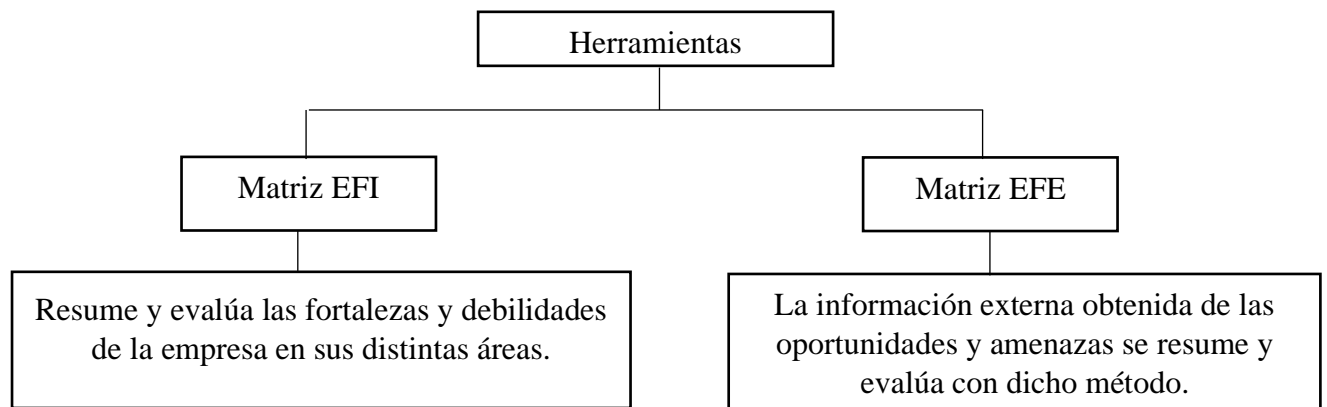 Herramientas
Matriz EFI
Matriz EFE
Resume y evalúa las fortalezas y debilidades
de la empresa en sus distintas áreas.
La información externa obtenida de las
oportunidades y amenazas se resume y
evalúa con dicho método.